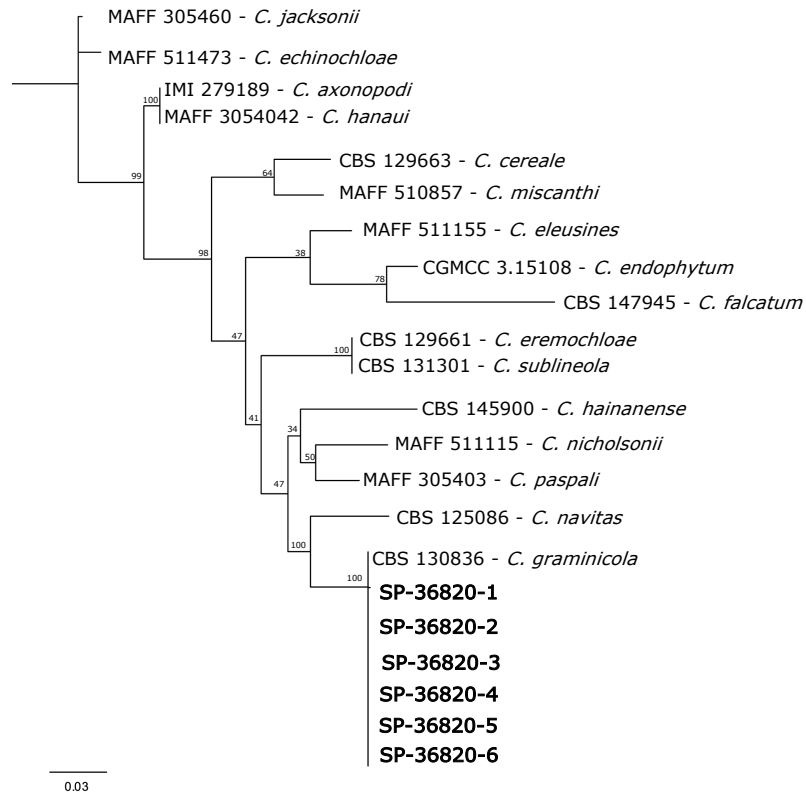 MAFF 305460 - C. jacksonii
MAFF 511473 - C. echinochloae
IMI 279189 - C. axonopodi
100
MAFF 3054042 - C. hanaui
CBS 129663 - C. cereale
64
99
MAFF 510857 - C. miscanthi
MAFF 511155 - C. eleusines
98
38
CGMCC 3.15108 - C. endophytum
78
CBS 147945 - C. falcatum
47
CBS 129661 - C. eremochloae
100
CBS 131301 - C. sublineola
CBS 145900 - C. hainanense
41
34
MAFF 511115 - C. nicholsonii
50
MAFF 305403 - C. paspali
47
CBS 125086 - C. navitas
100
CBS 130836 - C. graminicola
100
SP-36820-1
SP-36820-2
SP-36820-3
SP-36820-4
SP-36820-5
SP-36820-6
0.03